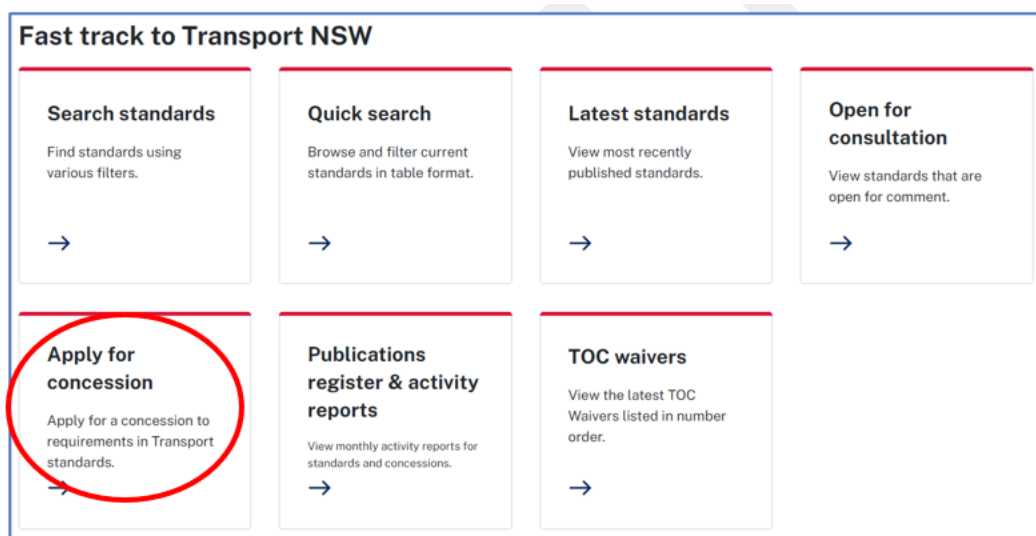 Fast track to Transport NSW
Search standards
Find standards using
various filters.
Quick search
Browse and filter current
standards in table format.
Latest standards
View most recently
published standards.
Open for
consultation
View standards that are
open for comment.
Apply for
concession
Apply for a concession to
requirements in Transport
standards.
Publications
register & activity
reports
View monthly activity reports for
standards and concessions.
TOC waivers
View the latest TOC
Waivers listed in number
order.